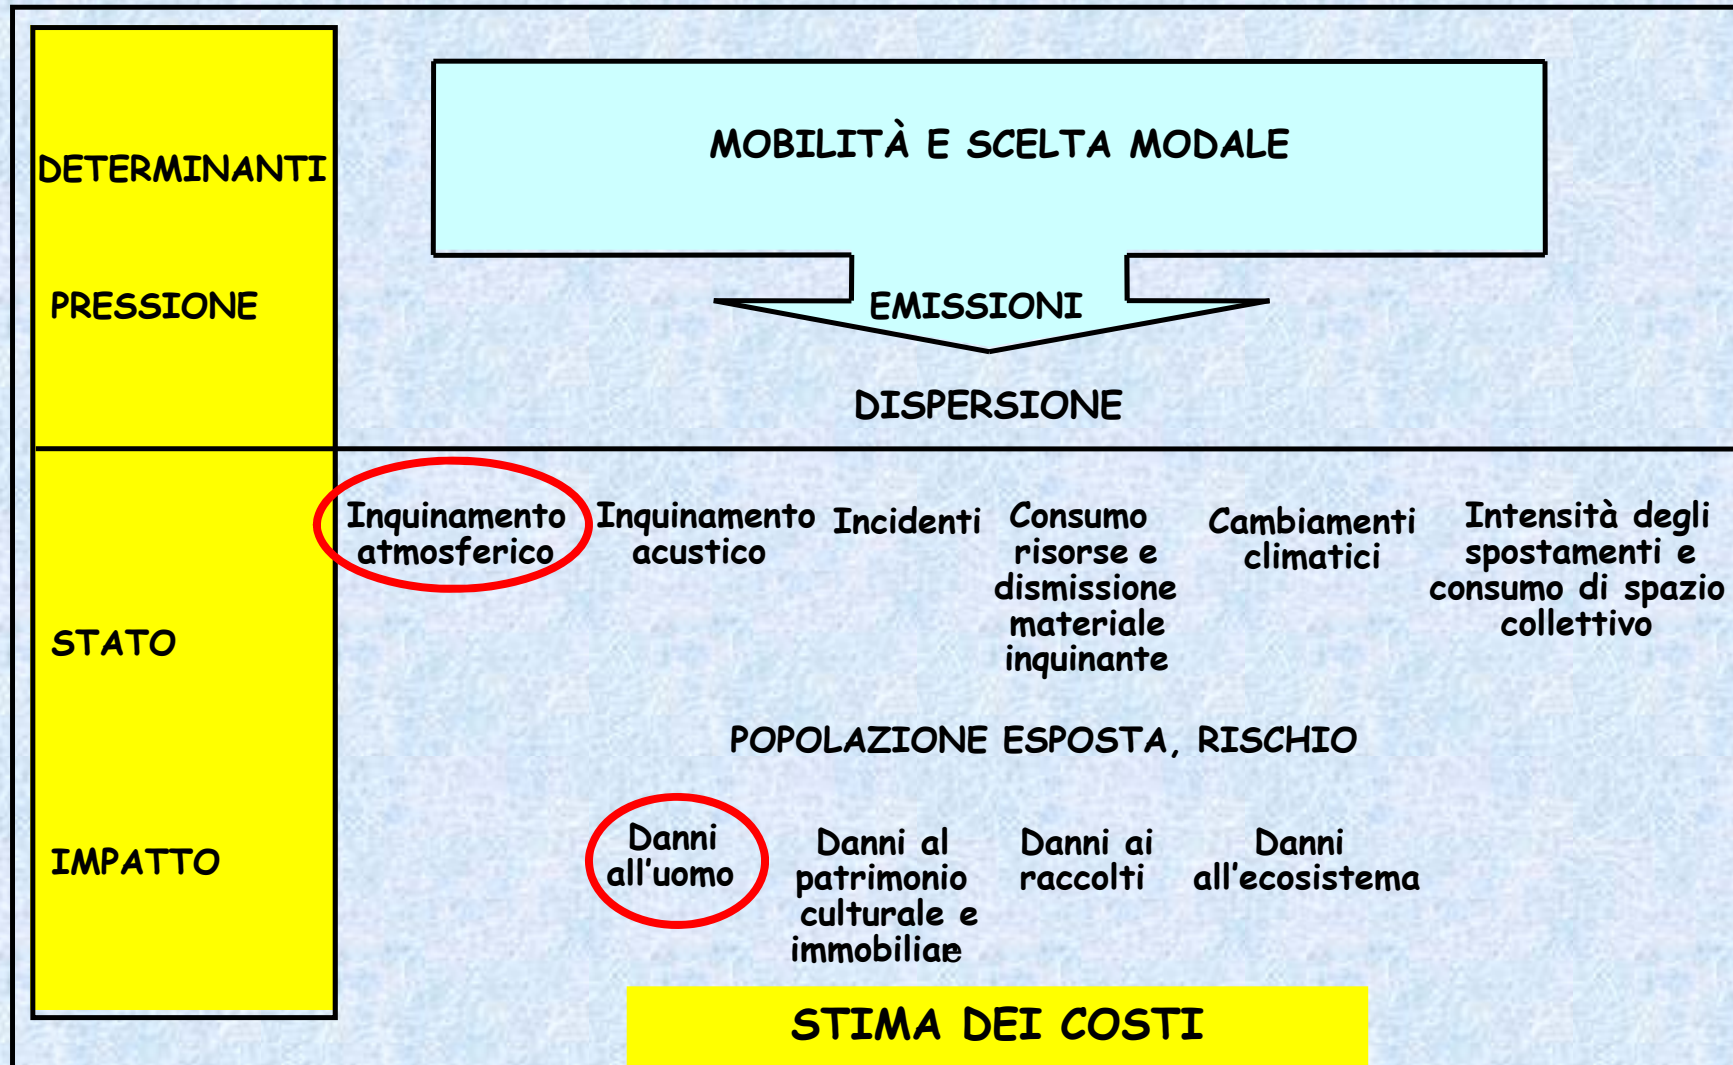 MOBILITÀ E SCELTA MODALE
DETERMINANTI
PRESSIONE
EMISSIONI
DISPERSIONE
Inquinamento
atmosferico
Inquinamento
acustico
Incidenti
Consumo
risorse e
dismissione
materiale
inquinante
Cambiamenti
climatici
Intensità degli
spostamenti e
consumo di spazio
collettivo
STATO
POPOLAZIONE ESPOSTA, RISCHIO
IMPATTO
Danni
all'uomo
Danni al
patrimonio
culturale e
immobiliare
Danni ai
raccolti
Danni
all'ecosistema
STIMA DEI COSTI